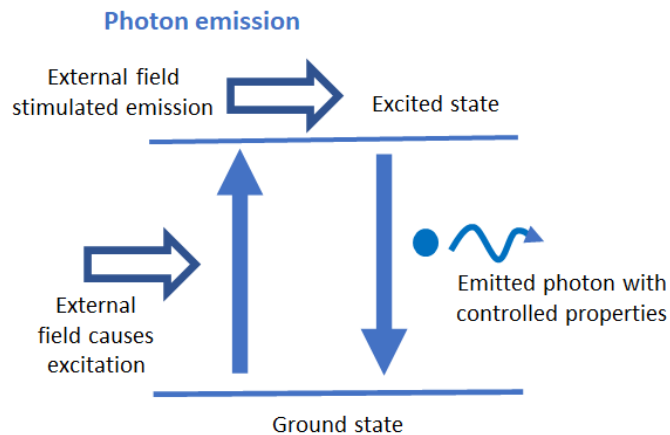 Photon emission
External field
stimulated emission
Excited state
External
field causes
excitation
Emitted photon with
controlled properties
Ground state